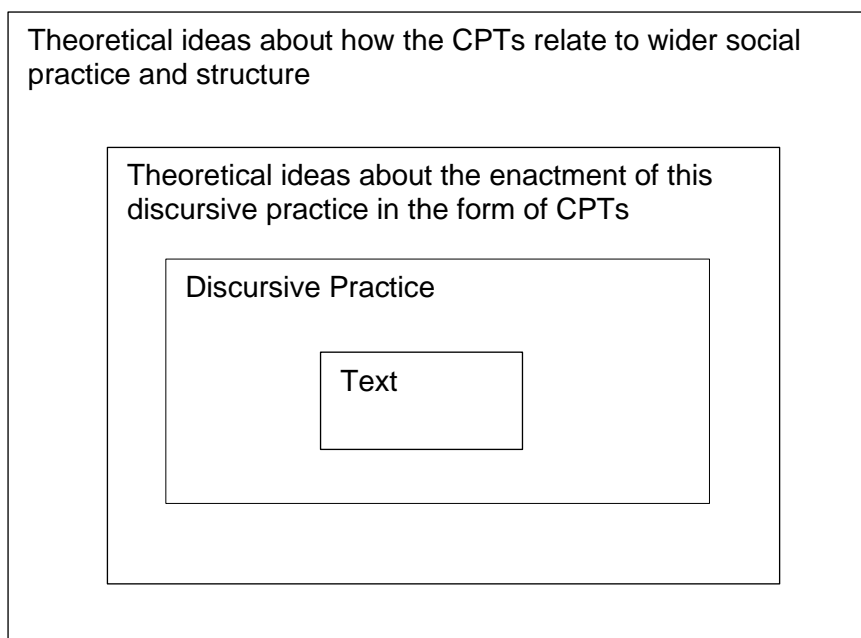 Theoretical ideas about how the CPTs relate to wider social
practice and structure
Theoretical ideas about the enactment of this
discursive practice in the form of CPTs
Discursive Practice
Text